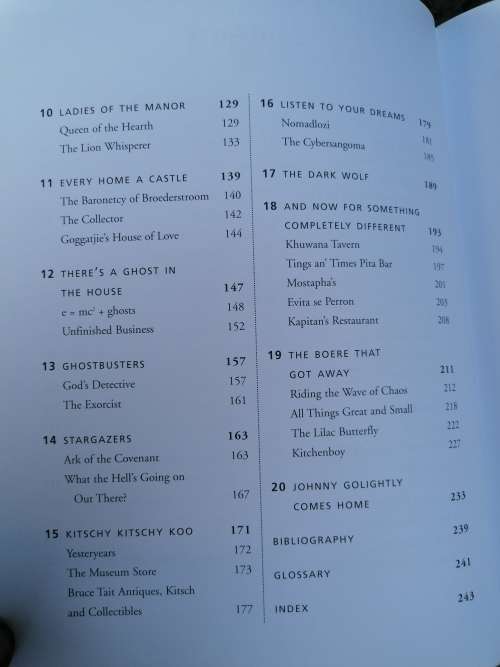 10 LADIES OF THE MANOR 129
Queen of the Hearth 129
The Lion Whisperer 133
11 EVERY HOME A CASTLE 139
The Baronetcy of Broederstroom 140
The Collector 142
Goggatjie's House of Love 144
12 THERE'S A GHOST IN
THE HOUSE 147
e = mc² + ghosts 148
Unfinished Business 152
13 GHOSTBUSTERS 157
God's Detective 157
The Exorcist 161
14 STARGAZERS 163
Ark of the Covenant 163
What the Hell's Going on
Out There? 167
15 KITSCHY KITSCHY KOO 171
Yesteryears 172
The Museum Store 173
Bruce Tait Antiques, Kitsch
and Collectibles 177
16 LISTEN TO YOUR DREAMS 179
Nomadlozi 181
The Cybersangoma 185
17 THE DARK WOLF 189
18 AND NOW FOR SOMETHING
COMPLETELY DIFFERENT 193
Khuwana Tavern 194
Tings an' Times Pita Bar 197
Mostapha's 201
Evita se Perron 205
Kapitan's Restaurant 208
19 THE BOERE THAT
GOT AWAY 211
Riding the Wave of Chaos 212
All Things Great and Small 218
The Lilac Butterfly 222
Kitchenboy 227
20 JOHNNY GOLIGHTLY
COMES HOME 233
BIBLIOGRAPHY 239
GLOSSARY 241
INDEX 243